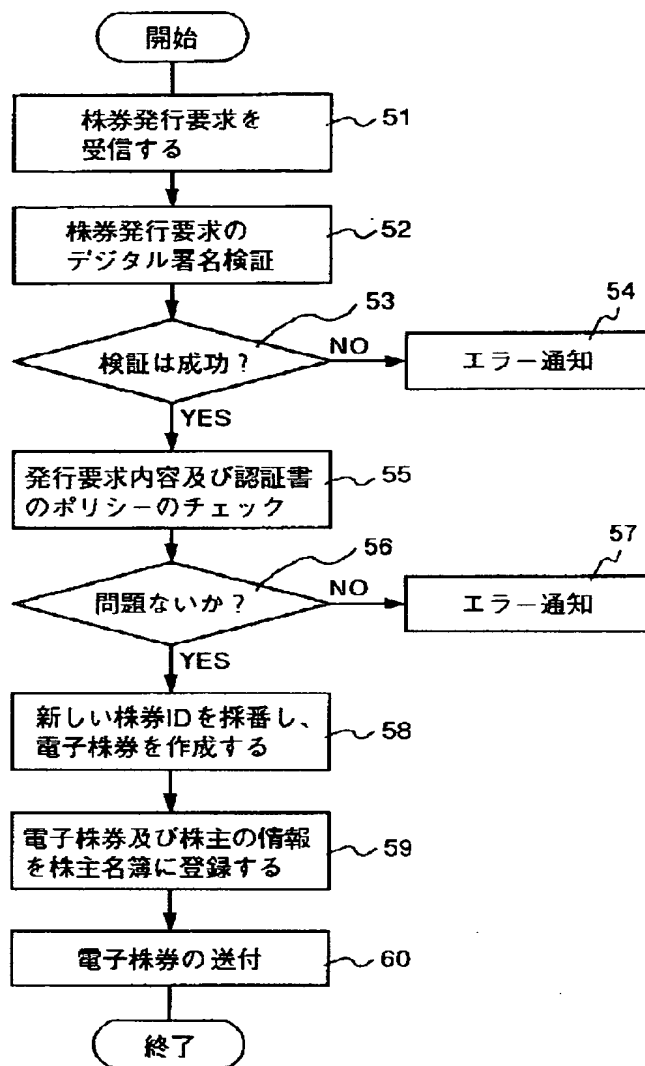 開始
株券発行要求を
受信する
51
株券発行要求の
デジタル署名検証
52
53
検証は成功？
NO
54
エラー通知
YES
発行要求内容及び認証書
のポリシーのチェック
55
56
問題ないか？
NO
57
エラー通知
YES
新しい株券IDを採番し、
電子株券を作成する
58
電子株券及び株主の情報
を株主名簿に登録する
59
電子株券の送付
60
終了